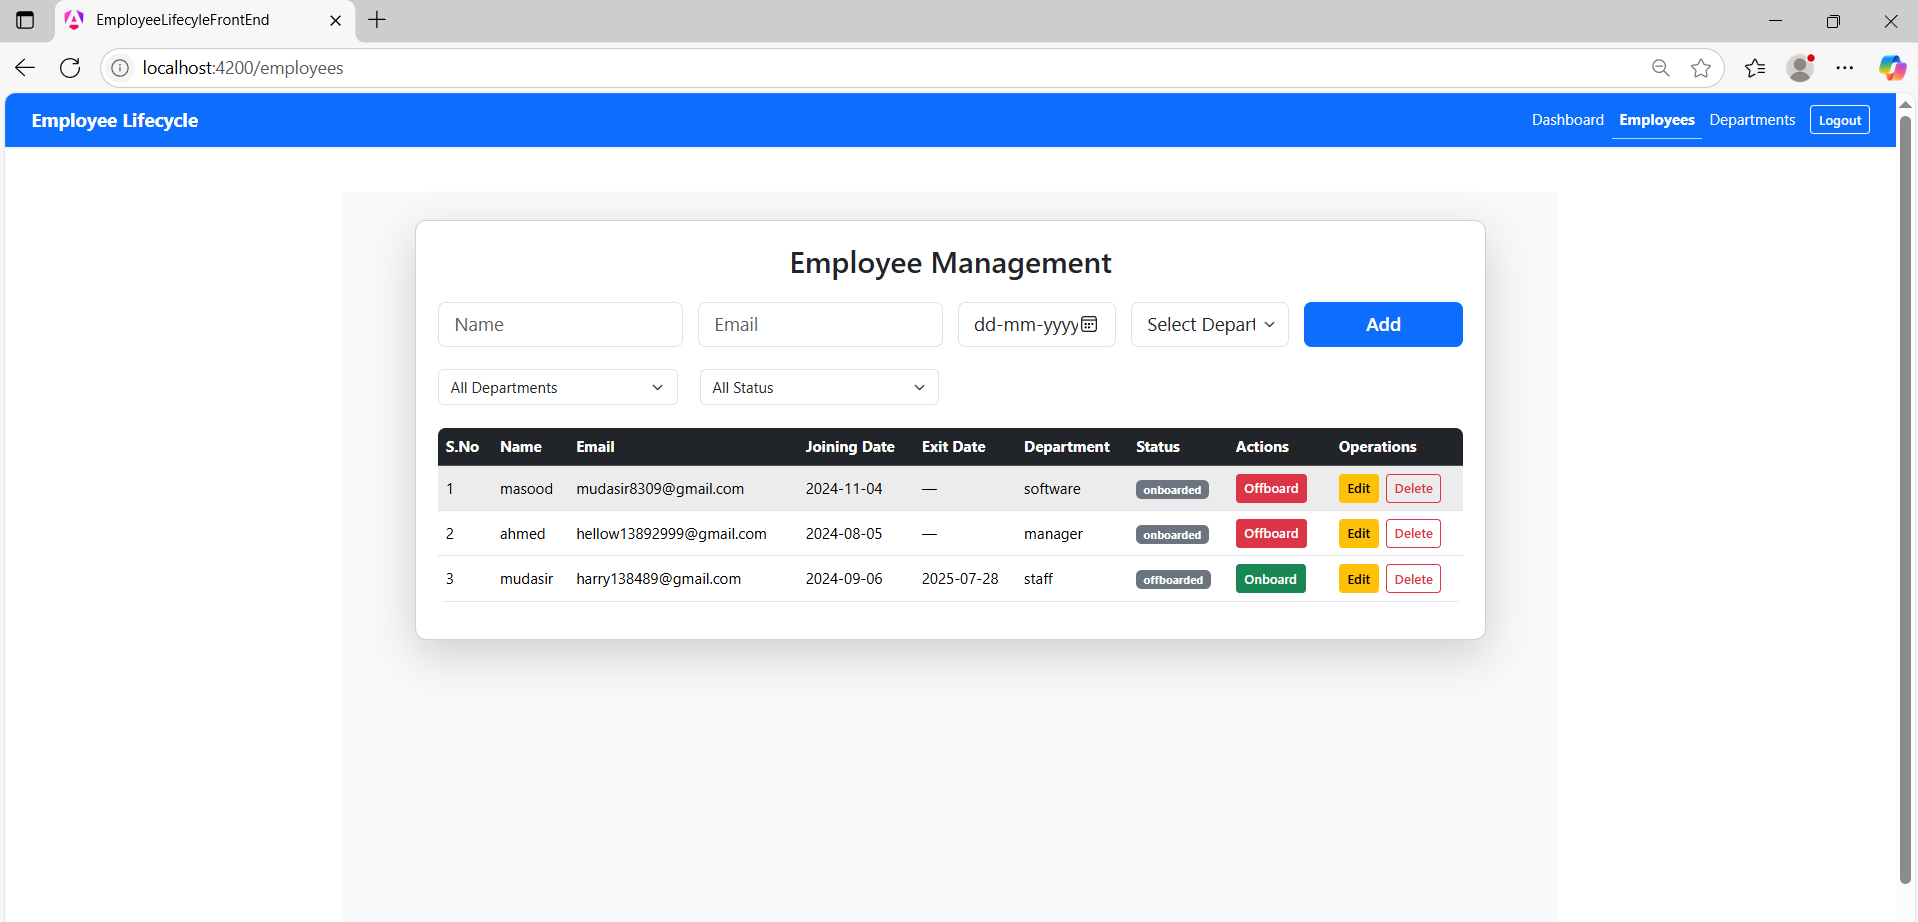 EmployeeLifecyleFrontEnd
localhost:4200/employees
Employee Lifecycle
Dashboard Employees Departments Logout
Employee Management
Name Email dd-mm-yyyy Select Depart Add
All Departments All Status
S.No Name Email Joining Date Exit Date Department Status Actions Operations
1 masood mudasir8309@gmail.com 2024-11-04 — software onboarded Offboard Edit Delete
2 ahmed hellow13892999@gmail.com 2024-08-05 — manager onboarded Offboard Edit Delete
3 mudasir harry138489@gmail.com 2024-09-06 2025-07-28 staff offboarded Onboard Edit Delete